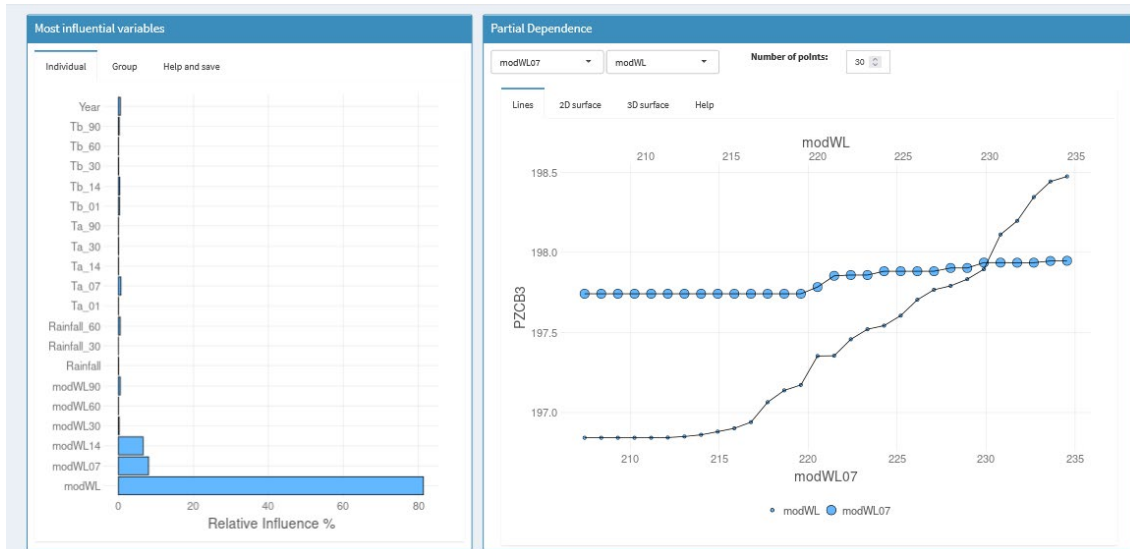 Most influential variables
Individual Group Help and save
Year
Tb_90
Tb_60
Tb_30
Tb_14
Tb_01
Ta_90
Ta_30
Ta_14
Ta_07
Ta_01
Rainfall_60
Rainfall_30
Rainfall
modWL90
modWL60
modWL30
modWL14
modWL07
modWL
0 20 40 60 80
Relative Influence %
Partial Dependence
modWL07 modWL Number of points: 30
Lines 2D surface 3D surface Help
modWL
210 215 220 225 230 235
198.5
198.0
197.5
197.0
PZCB3
210 215 220 225 230 235
modWL07
modWL modWL07